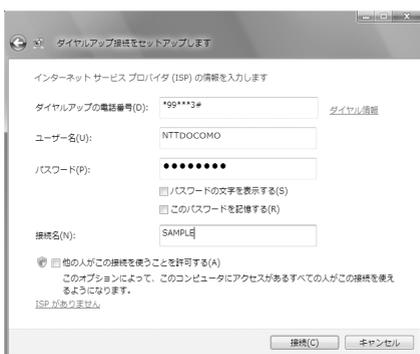 ダイヤルアップ接続をセットアップします
インターネット サービス プロバイダ (ISP) の情報を入力します
ダイヤルアップの電話番号(D): *99***3# ダイヤル情報
ユーザー名(U): NTTDOCOMO
パスワード(P): ●●●●●●●●
パスワードの文字を表示する(S)
このパスワードを記憶する(R)
接続名(N): SAMPLE
他の人がこの接続を使うことを許可する(A)
このオプションによって、このコンピュータにアクセスがあるすべての人がこの接続を使え
るようになります。
ISP がありません
接続(C) キャンセル